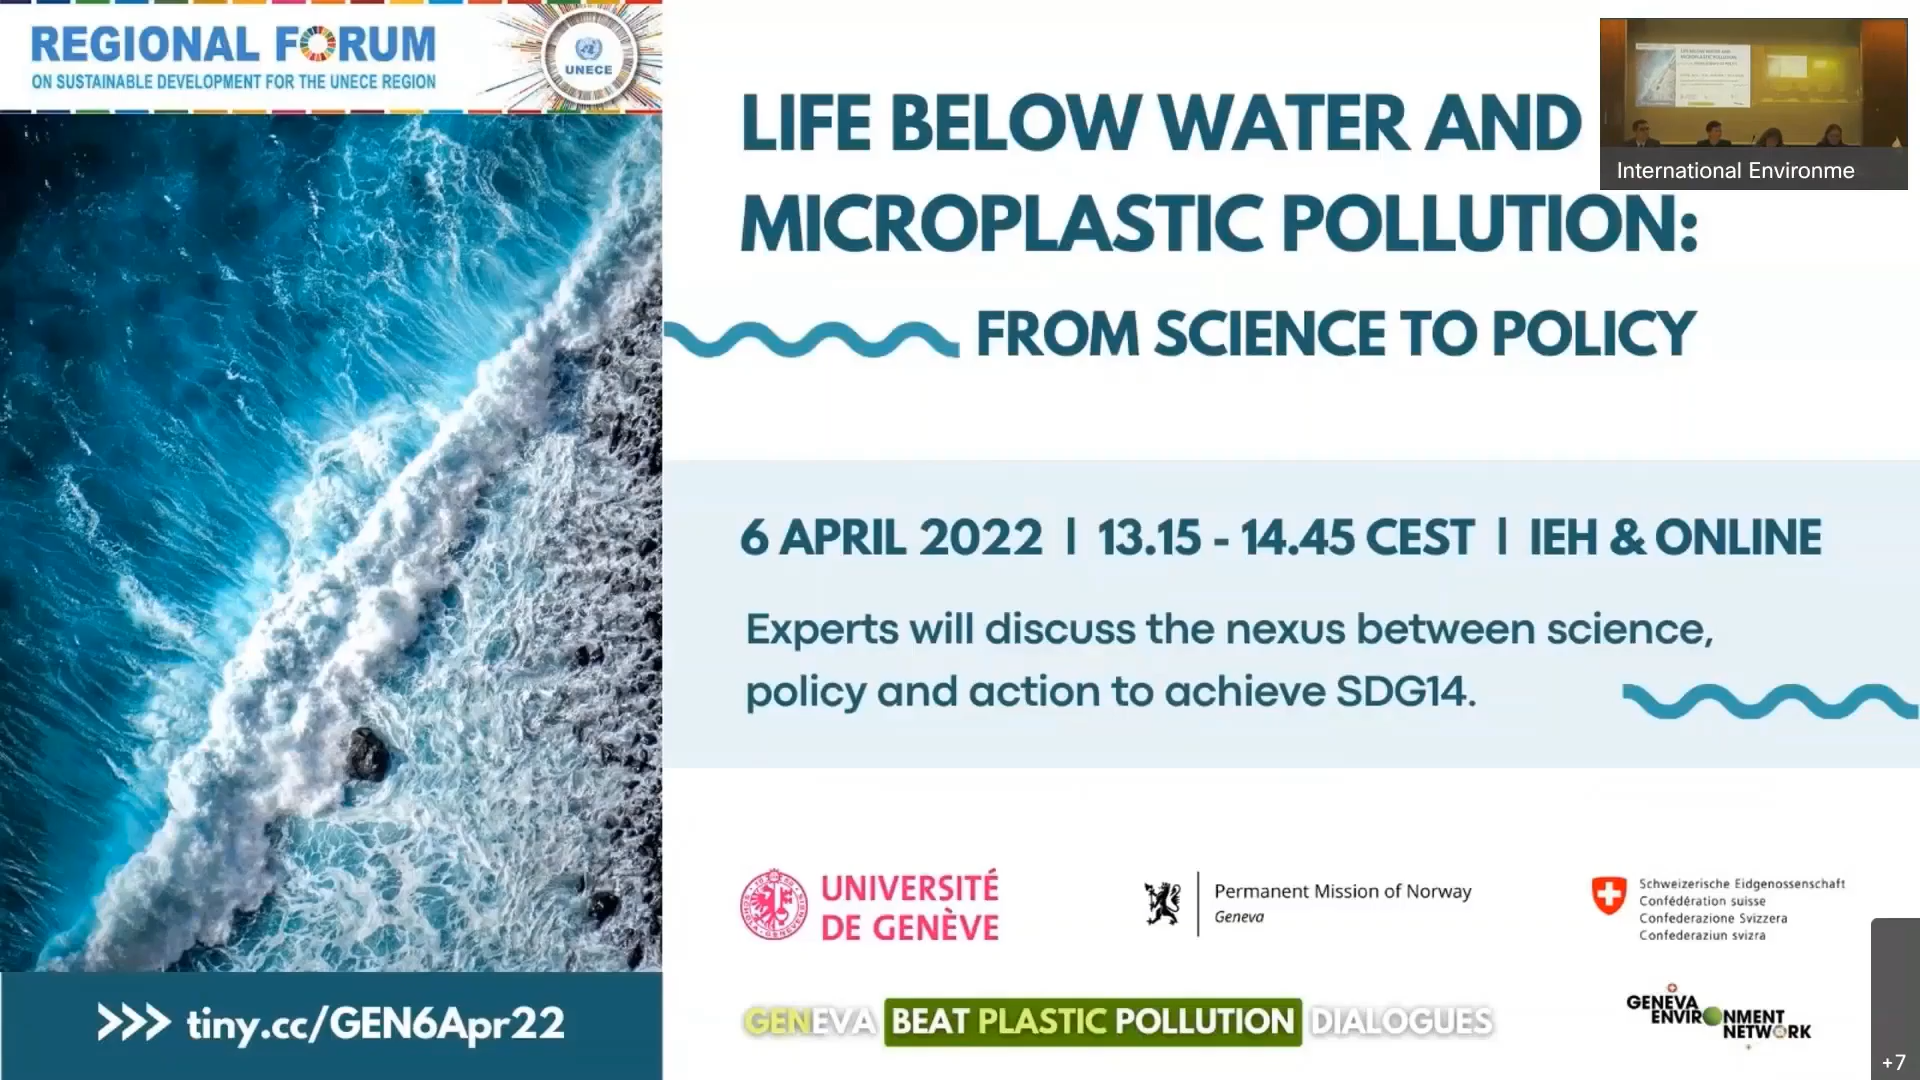 REGIONAL FORUM
ON SUSTAINABLE DEVELOPMENT FOR THE UNECE REGION
UNECE
LIFE BELOW WATER AND
MICROPLASTIC POLLUTION:
FROM SCIENCE TO POLICY
International Environme
6 APRIL 2022 | 13.15 - 14.45 CEST | IEH & ONLINE
Experts will discuss the nexus between science,
policy and action to achieve SDG14.
UNIVERSITÉ
DE GENÈVE
Permanent Mission of Norway
Geneva
Schweizerische Eidgenossenschaft
Confédération suisse
Confederazione Svizzera
Confederaziun svizra
>>> tiny.cc/GEN6Apr22
GENEVA BEAT PLASTIC POLLUTION DIALOGUES
GENEVA
ENVIRONMENT
NETWORK
+7